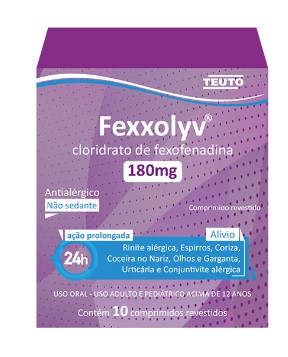 TEUTO
Fexxolyv®
cloridrato de fexofenadina
180mg
Antialérgico
Não sedante
Comprimido revestido
ação prolongada
24h
Alívio
Rinite alérgica, Espirros, Coriza,
Coceira no Nariz, Olhos e Garganta,
Urticária e Conjuntivite alérgica
USO ORAL - USO ADULTO E PEDIÁTRICO ACIMA DE 12 ANOS
Contém 10 comprimidos revestidos